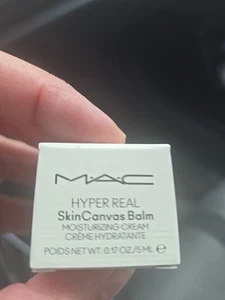 M·A·C
HYPER REAL
SkinCanvas Balm
MOISTURIZING CREAM
CRÈME HYDRATANTE
POIDS NET WT. 0.17 OZ/5 ML ℮